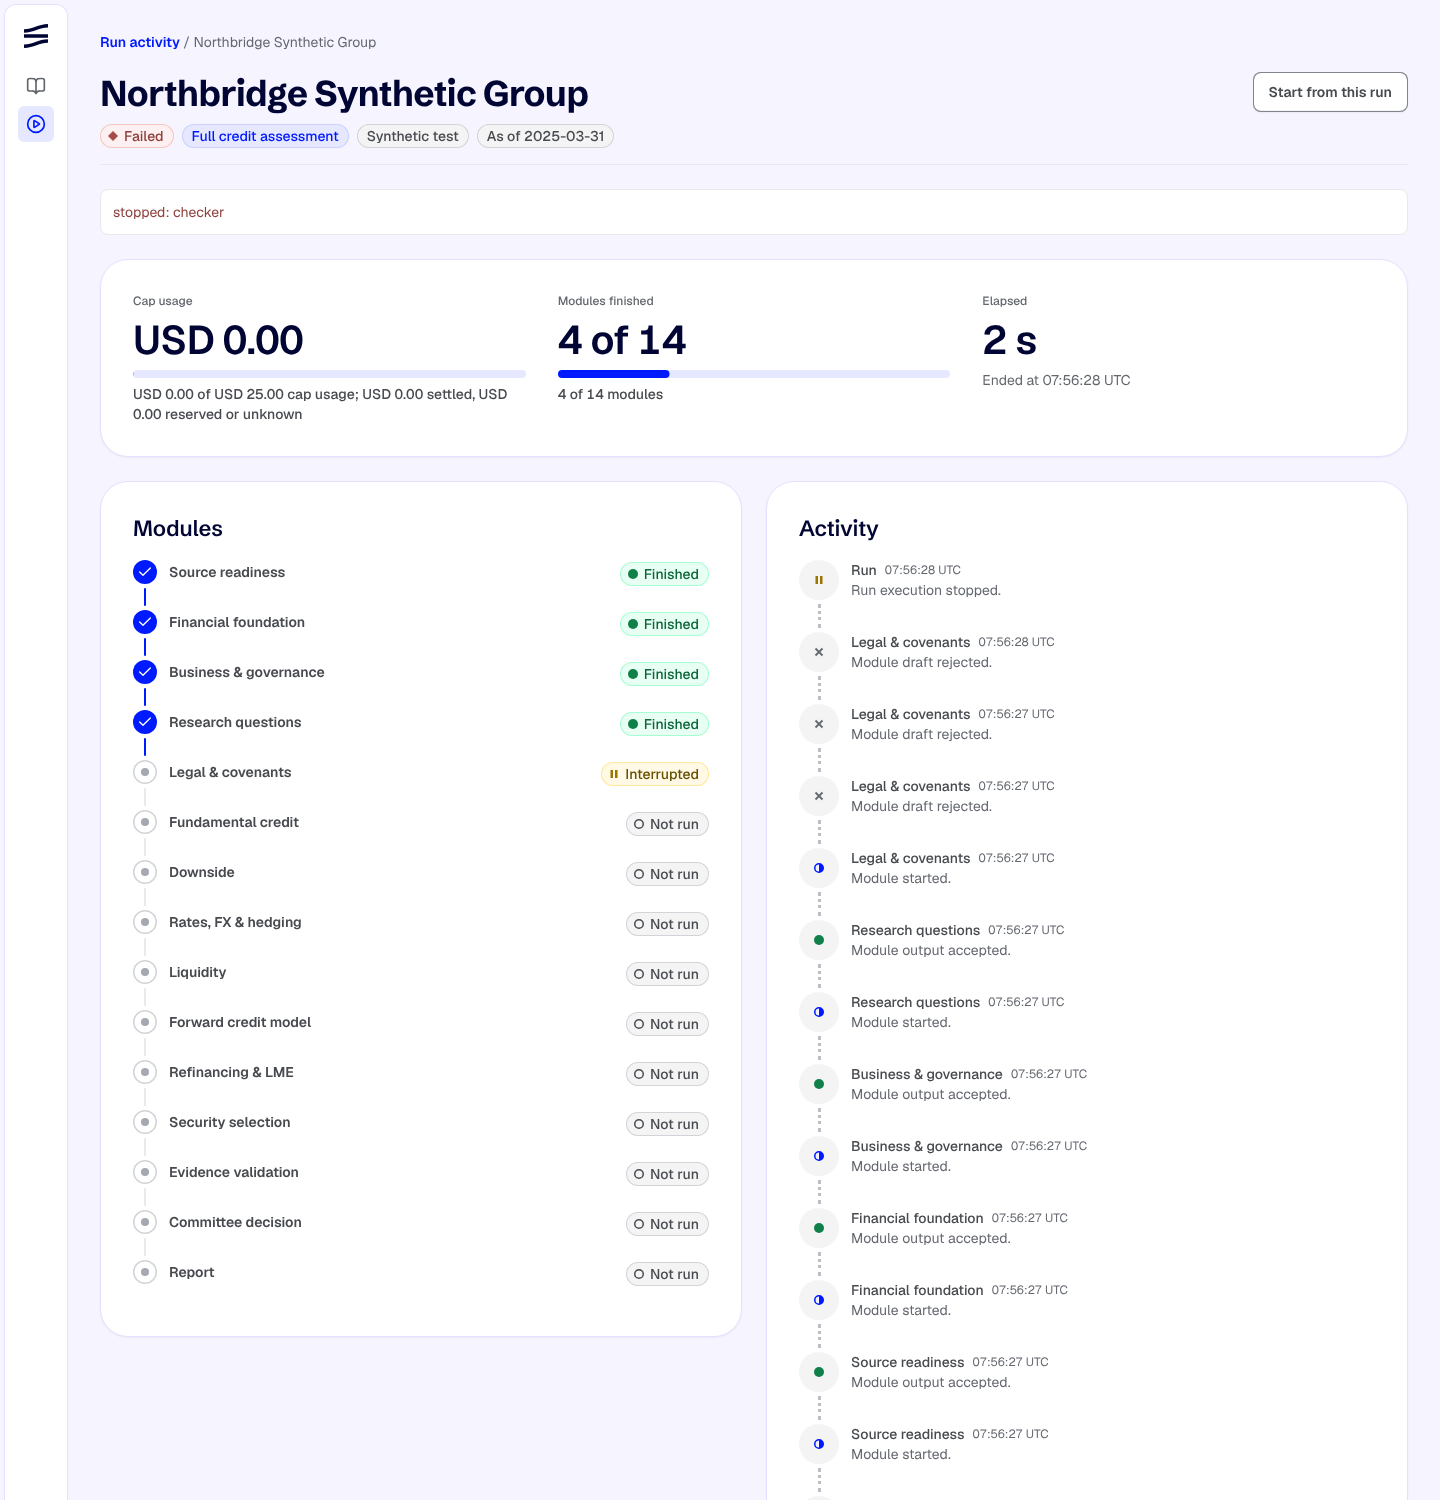 Run activity / Northbridge Synthetic Group
Northbridge Synthetic Group
Start from this run
Failed
Full credit assessment
Synthetic test
As of 2025-03-31
stopped: checker
Cap usage
USD 0.00
USD 0.00 of USD 25.00 cap usage; USD 0.00 settled, USD
0.00 reserved or unknown
Modules finished
4 of 14
4 of 14 modules
Elapsed
2 s
Ended at 07:56:28 UTC
Modules
Source readiness Finished
Financial foundation Finished
Business & governance Finished
Research questions Finished
Legal & covenants Interrupted
Fundamental credit Not run
Downside Not run
Rates, FX & hedging Not run
Liquidity Not run
Forward credit model Not run
Refinancing & LME Not run
Security selection Not run
Evidence validation Not run
Committee decision Not run
Report Not run
Activity
Run 07:56:28 UTC
Run execution stopped.
Legal & covenants 07:56:28 UTC
Module draft rejected.
Legal & covenants 07:56:27 UTC
Module draft rejected.
Legal & covenants 07:56:27 UTC
Module draft rejected.
Legal & covenants 07:56:27 UTC
Module started.
Research questions 07:56:27 UTC
Module output accepted.
Research questions 07:56:27 UTC
Module started.
Business & governance 07:56:27 UTC
Module output accepted.
Business & governance 07:56:27 UTC
Module started.
Financial foundation 07:56:27 UTC
Module output accepted.
Financial foundation 07:56:27 UTC
Module started.
Source readiness 07:56:27 UTC
Module output accepted.
Source readiness 07:56:27 UTC
Module started.